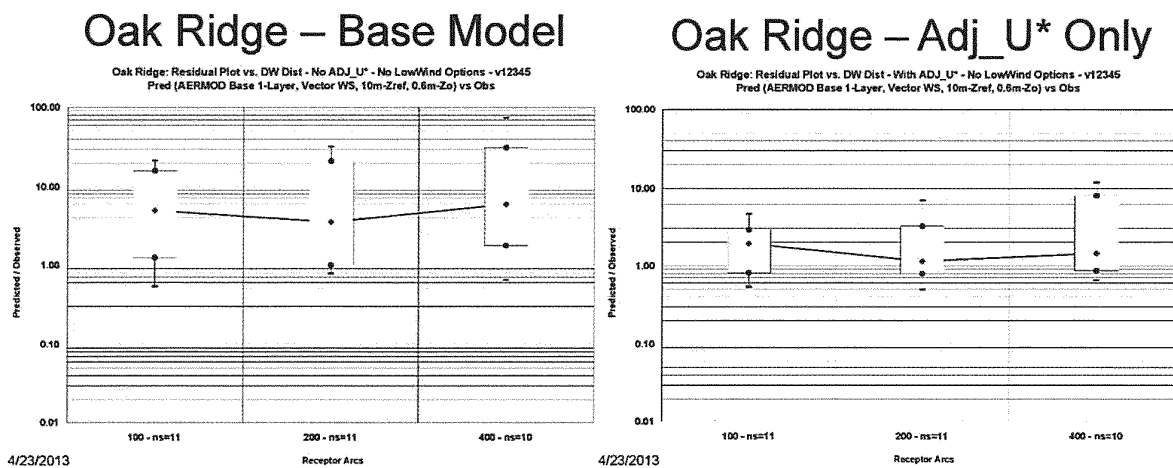 Oak Ridge – Base Model
Oak Ridge: Residual Plot vs. DW Dist - No ADJ_U* - No LowWind Options - v12345
Pred (AERMOD Base 1-Layer, Vector WS, 10m-Zref, 0.6m-Zo) vs Obs
100.00
10.00
1.00
0.10
0.01
Predicted / Observed
100 - ns=11
200 - ns=11
400 - ns=10
Receptor Arcs
4/23/2013
Oak Ridge – Adj_U* Only
Oak Ridge: Residual Plot vs. DW Dist - With ADJ_U* - No LowWind Options - v12345
Pred (AERMOD Base 1-Layer, Vector WS, 10m-Zref, 0.6m-Zo) vs Obs
100.00
10.00
1.00
0.10
0.01
Predicted / Observed
100 - ns=11
200 - ns=11
400 - ns=10
Receptor Arcs
4/23/2013